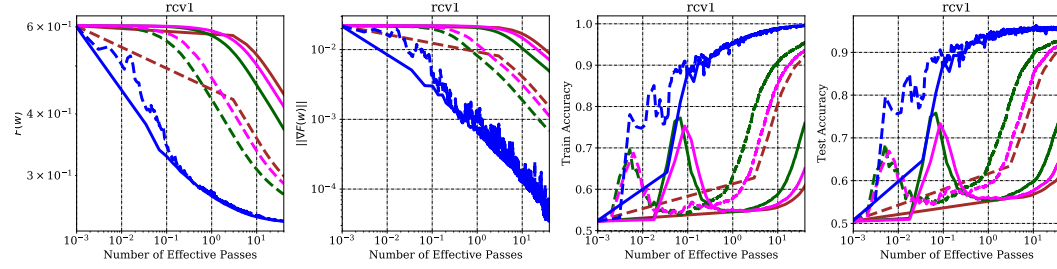 rcv1
6 × 10⁻¹
4 × 10⁻¹
3 × 10⁻¹
10⁻³ 10⁻² 10⁻¹ 10⁰ 10¹
Number of Effective Passes
rcv1
||∇F(w)||
10⁻²
10⁻³
10⁻⁴
10⁻³ 10⁻² 10⁻¹ 10⁰ 10¹
Number of Effective Passes
rcv1
Train Accuracy
1.0
0.9
0.8
0.7
0.6
0.5
10⁻³ 10⁻² 10⁻¹ 10⁰ 10¹
Number of Effective Passes
rcv1
Test Accuracy
0.9
0.8
0.7
0.6
0.5
10⁻³ 10⁻² 10⁻¹ 10⁰ 10¹
Number of Effective Passes